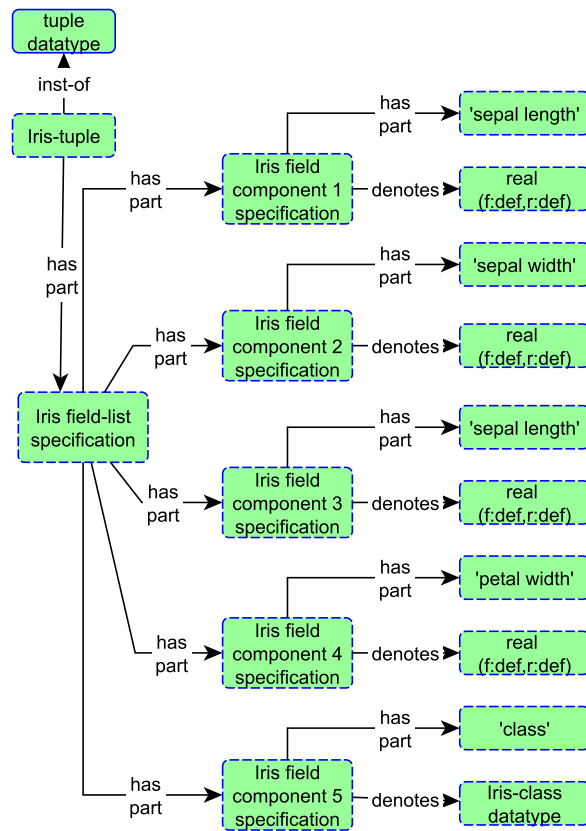 tuple
datatype
inst-of
Iris-tuple
has
part
Iris field-list
specification
has
part
Iris field
component 1
specification
has
part
'sepal length'
denotes
real
(f:def,r:def)
has
part
Iris field
component 2
specification
has
part
'sepal width'
denotes
real
(f:def,r:def)
has
part
Iris field
component 3
specification
has
part
'sepal length'
denotes
real
(f:def,r:def)
has
part
Iris field
component 4
specification
has
part
'petal width'
denotes
real
(f:def,r:def)
has
part
Iris field
component 5
specification
has
part
'class'
denotes
Iris-class
datatype